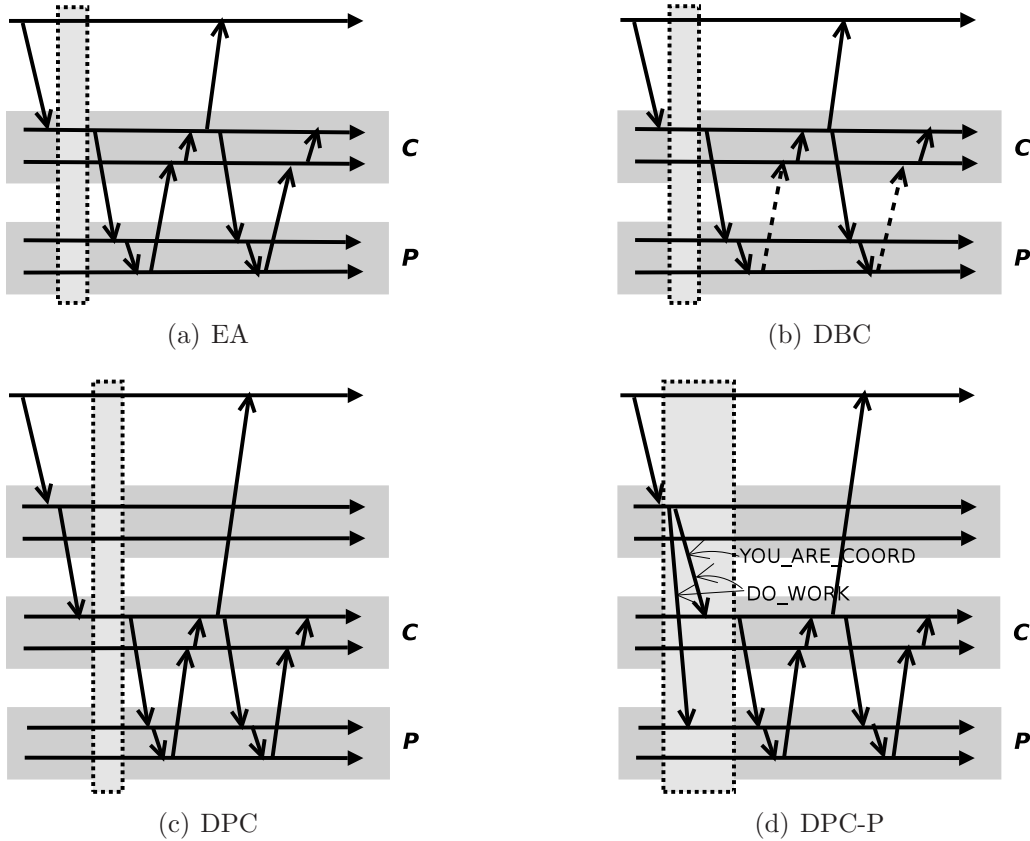 C
P
(a) EA
C
P
(b) DBC
C
P
(c) DPC
YOU_ARE_COORD
DO_WORK
C
P
(d) DPC-P